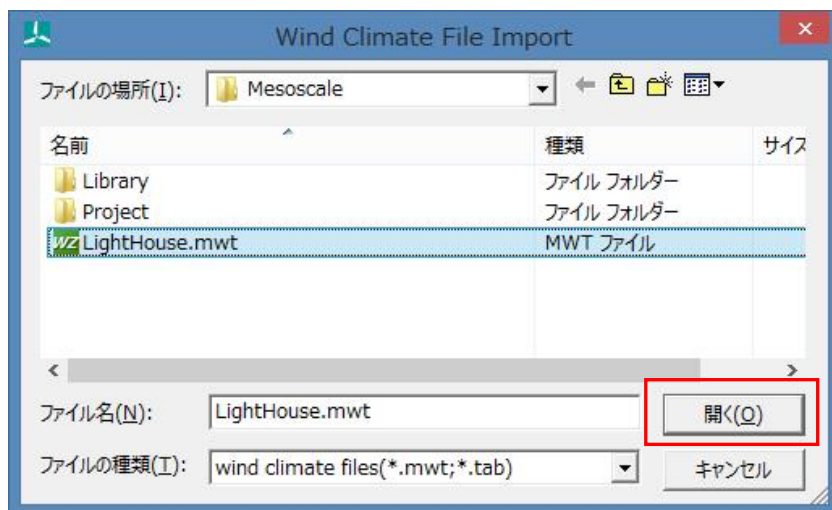 Wind Climate File Import
ファイルの場所(I): Mesoscale
名前 種類 サイズ
Library ファイル フォルダー
Project ファイル フォルダー
WZ LightHouse.mwt MWT ファイル
ファイル名(N): LightHouse.mwt 開く(O)
ファイルの種類(T): wind climate files(*.mwt;*.tab) キャンセル